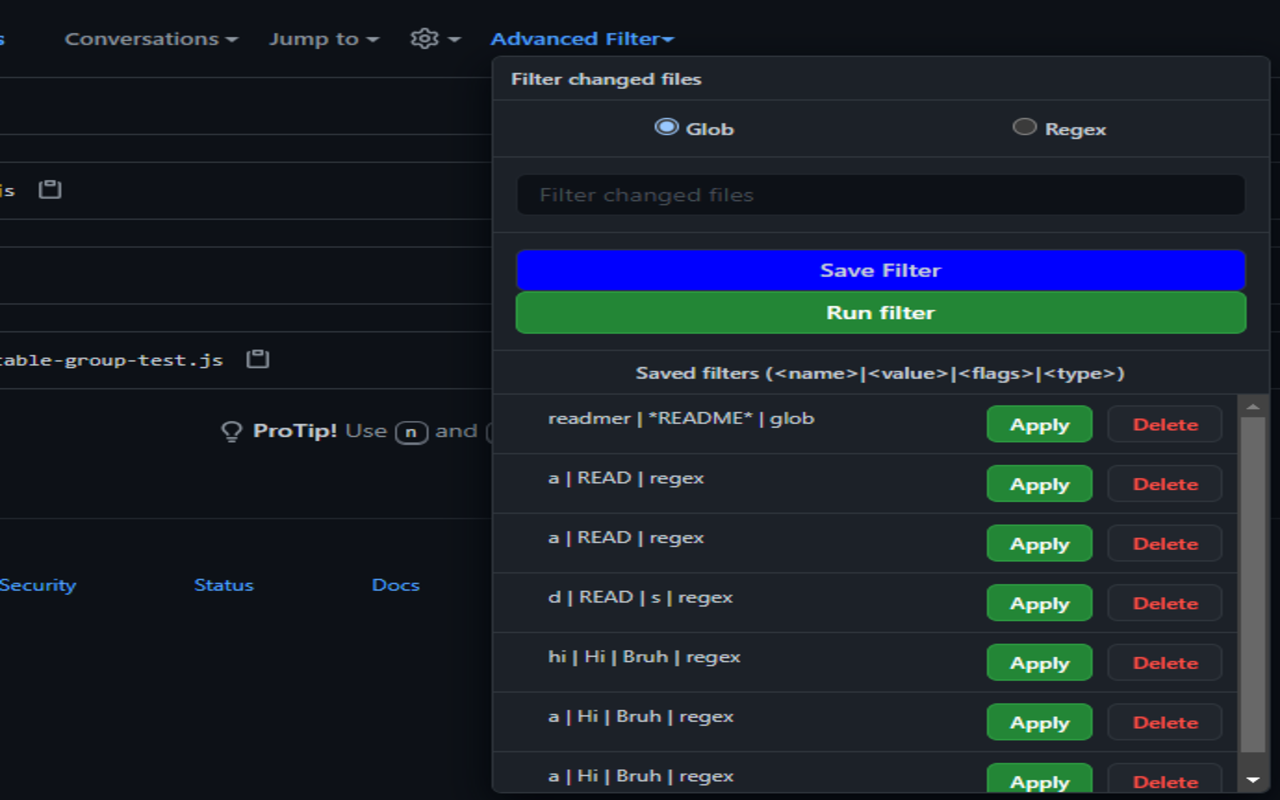 s Conversations Jump to Advanced Filter
Filter changed files
Glob Regex
js
Filter changed files
Save Filter
Run filter
table-group-test.js
Saved filters (<name>|<value>|<flags>|<type>)
readmer | *README* | glob Apply Delete
ProTip! Use n and
a | READ | regex Apply Delete
a | READ | regex Apply Delete
Security Status Docs
d | READ | s | regex Apply Delete
hi | Hi | Bruh | regex Apply Delete
a | Hi | Bruh | regex Apply Delete
a | Hi | Bruh | regex Apply Delete